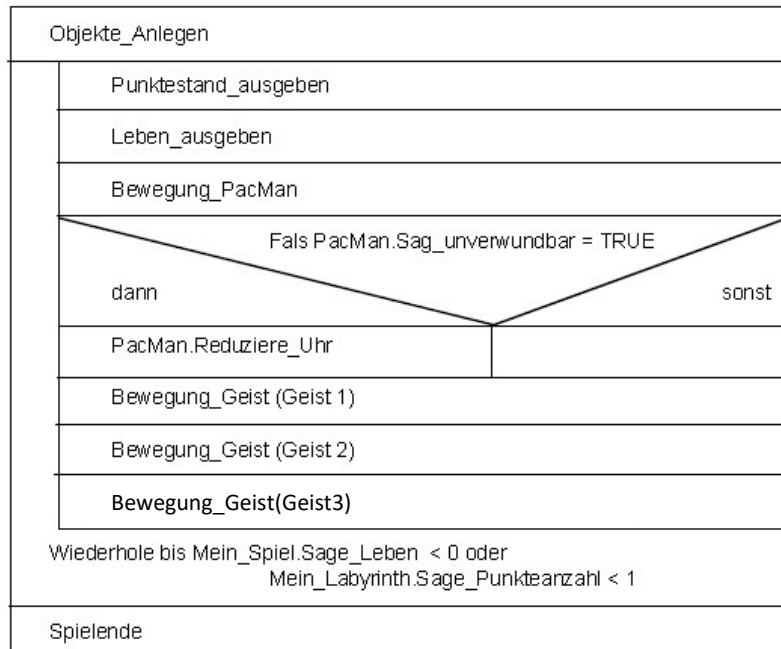 Objekte_Anlegen
Punktestand_ausgeben
Leben_ausgeben
Bewegung_PacMan
Fals PacMan.Sag_unverwundbar = TRUE
dann sonst
PacMan.Reduziere_Uhr
Bewegung_Geist (Geist 1)
Bewegung_Geist (Geist 2)
Bewegung_Geist(Geist3)
Wiederhole bis Mein_Spiel.Sage_Leben < 0 oder
Mein_Labyrinth.Sage_Punkteanzahl < 1
Spielende